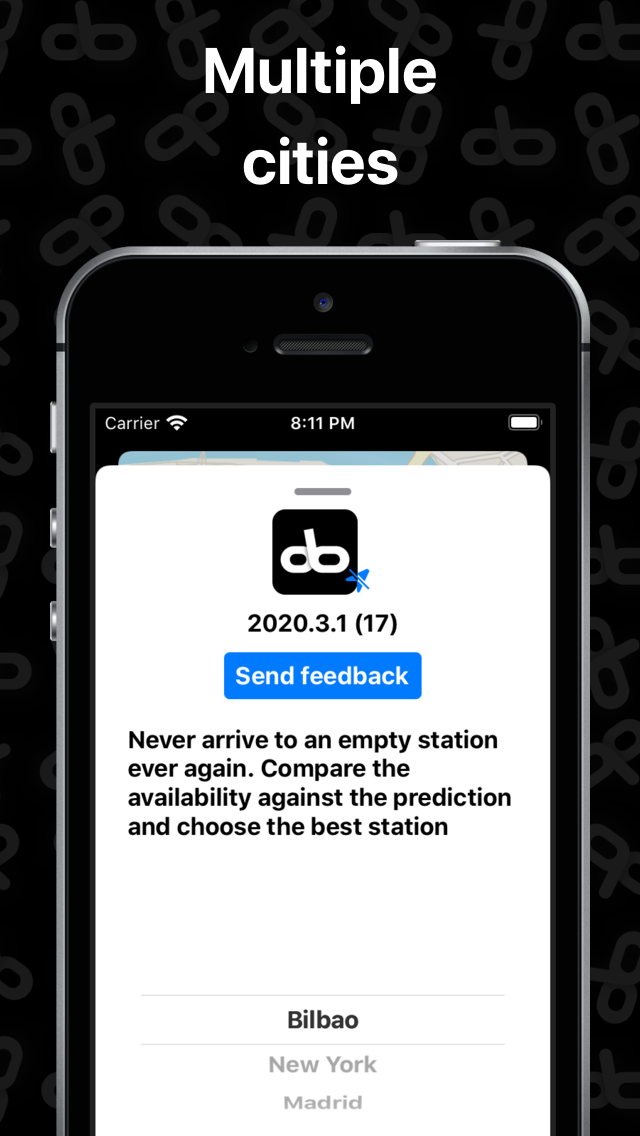 Multiple
cities
Carrier
8:11 PM
db
2020.3.1 (17)
Send feedback
Never arrive to an empty station
ever again. Compare the
availability against the prediction
and choose the best station
Bilbao
New York
Madrid